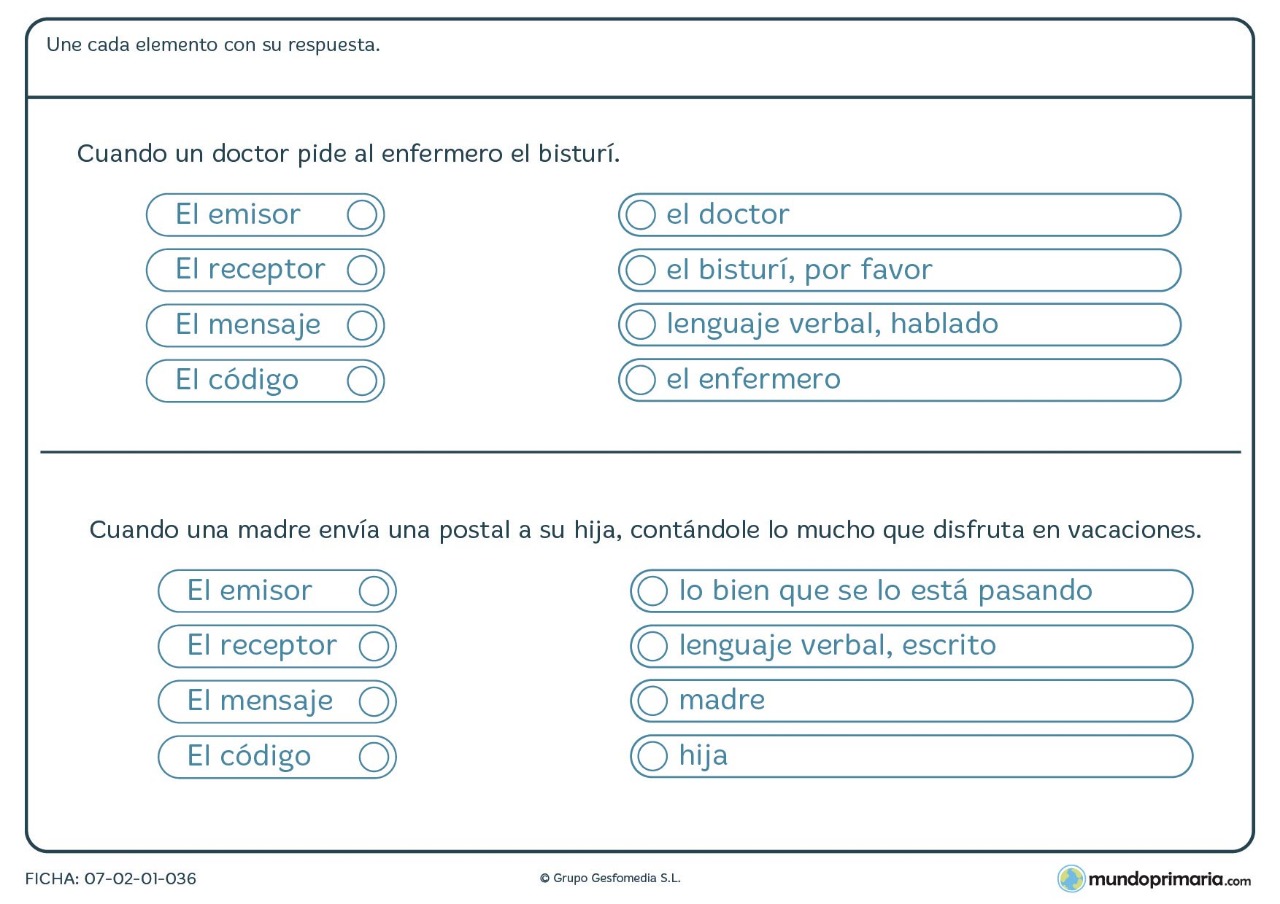 Une cada elemento con su respuesta.
Cuando un doctor pide al enfermero el bisturí.
El emisor
el doctor
El receptor
el bisturí, por favor
El mensaje
lenguaje verbal, hablado
El código
el enfermero
Cuando una madre envía una postal a su hija, contándole lo mucho que disfruta en vacaciones.
El emisor
lo bien que se lo está pasando
El receptor
lenguaje verbal, escrito
El mensaje
madre
El código
hija
FICHA: 07-02-01-036
© Grupo Gesfomedia S.L.
mundoprimaria.com